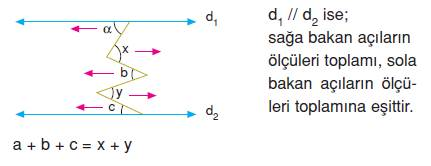 d₁
α
x
b
y
c
d₂
a + b + c = x + y
d₁ // d₂ ise;
sağa bakan açıların
ölçüleri toplamı, sola
bakan açıların ölçü-
leri toplamına eşittir.